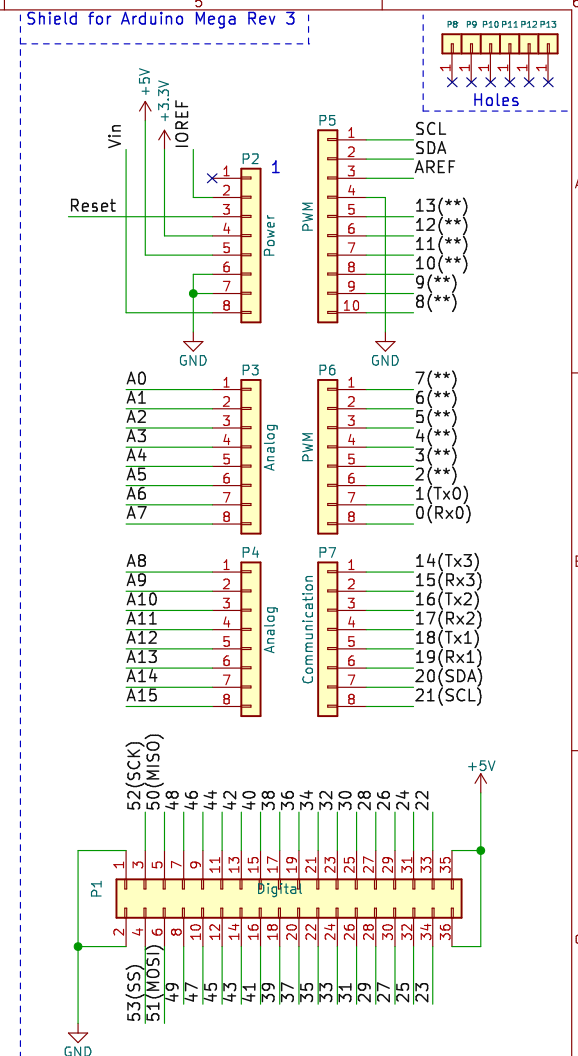 5
6
Shield for Arduino Mega Rev 3
P8 P9 P10 P11 P12 P13
1 1 1 1 1 1
Holes
A
+5V
+3.3V
Vin
IOREF
Reset
P2
1
1
2
3
4
5
6
7
8
Power
GND
P5
PWM
1 SCL
2 SDA
3 AREF
4
5 13(**)
6 12(**)
7 11(**)
8 10(**)
9 9(**)
10 8(**)
GND
P3
A0 1
A1 2
A2 3
A3 4
A4 5
A5 6
A6 7
A7 8
Analog
P6
PWM
1 7(**)
2 6(**)
3 5(**)
4 4(**)
5 3(**)
6 2(**)
7 1(Tx0)
8 0(Rx0)
B
P4
A8 1
A9 2
A10 3
A11 4
A12 5
A13 6
A14 7
A15 8
Analog
P7
Communication
1 14(Tx3)
2 15(Rx3)
3 16(Tx2)
4 17(Rx2)
5 18(Tx1)
6 19(Rx1)
7 20(SDA)
8 21(SCL)
+5V
52(SCK) 50(MISO) 48 46 44 42 40 38 36 34 32 30 28 26 24 22
1 3 5 7 9 11 13 15 17 19 21 23 25 27 29 31 33 35
P1
Digital
2 4 6 8 10 12 14 16 18 20 22 24 26 28 30 32 34 36
53(SS) 51(MOSI) 49 47 45 43 41 39 37 35 33 31 29 27 25 23
GND